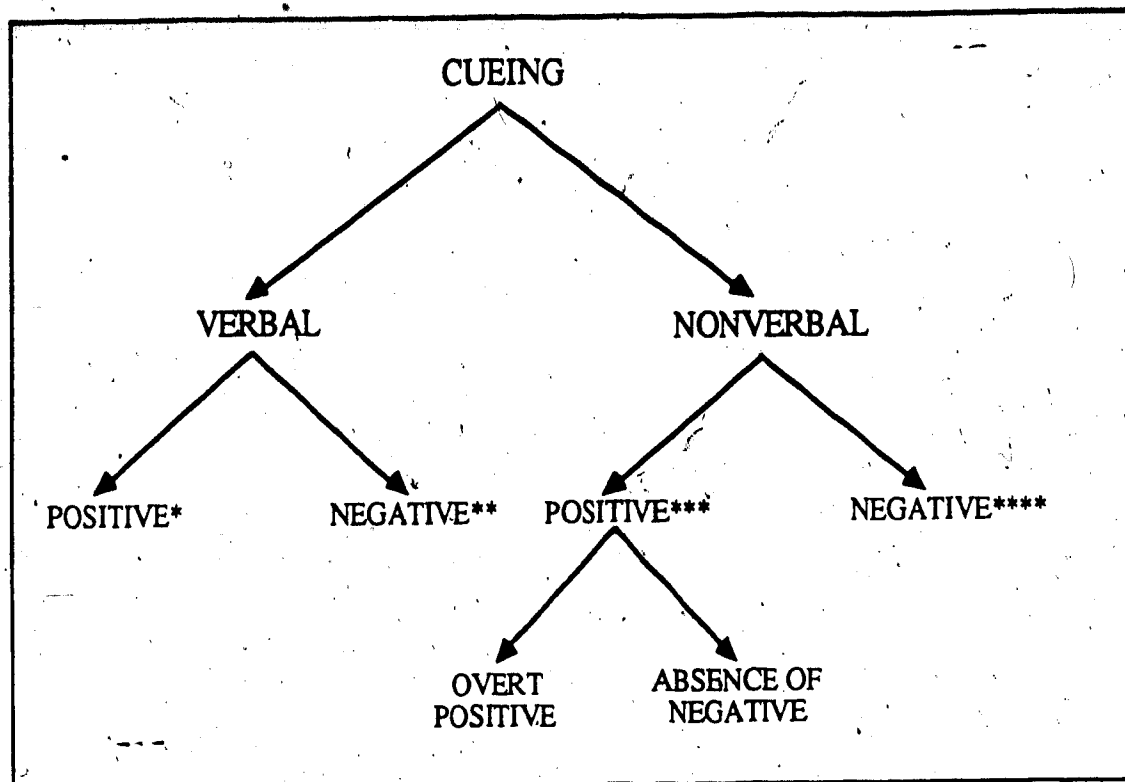 CUEING
VERBAL NONVERBAL
POSITIVE* NEGATIVE** POSITIVE*** NEGATIVE****
OVERT
POSITIVE
ABSENCE OF
NEGATIVE